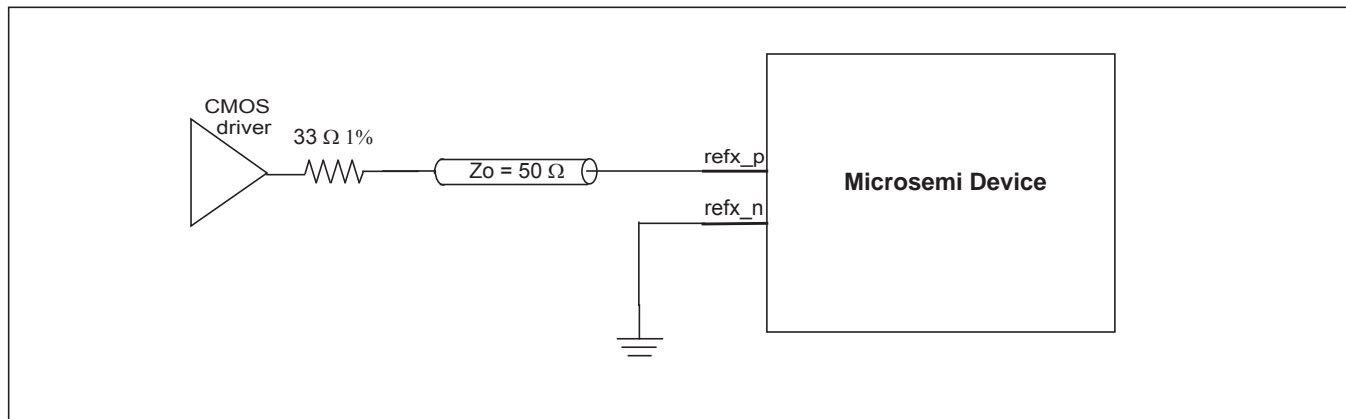 CMOS
driver
33 Ω 1%
Zo = 50 Ω
refx_p
refx_n
Microsemi Device